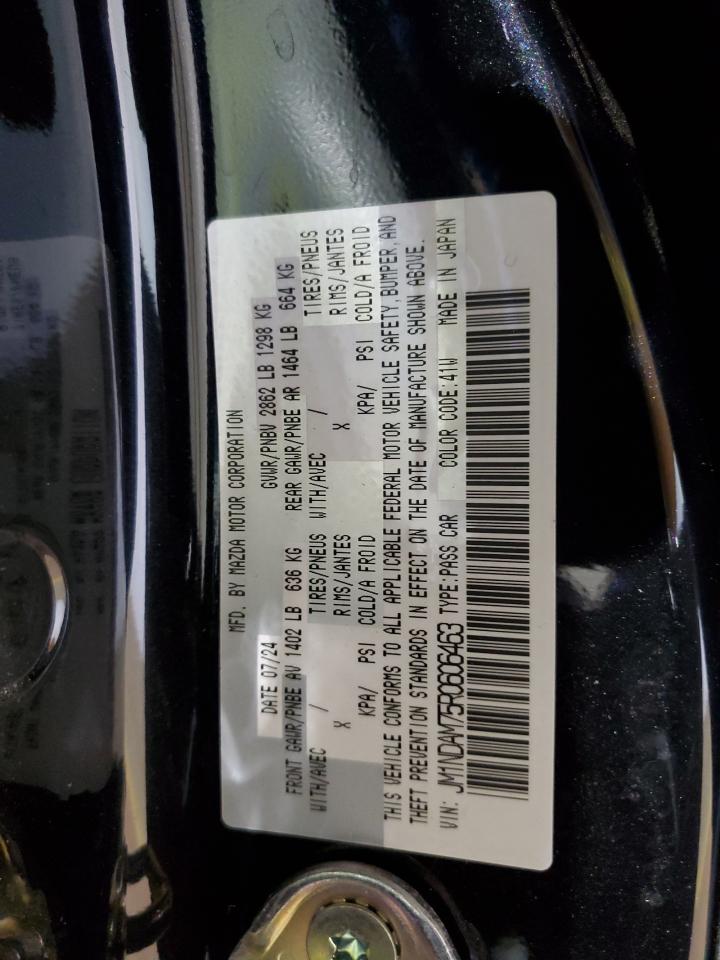 MFD. BY MAZDA MOTOR CORPORATION
DATE 07/24 GVWR/PNBV 2862 LB 1298 KG
FRONT GAWR/PNBE AV 1402 LB 636 KG REAR GAWR/PNBE AR 1464 LB 664 KG
WITH/AVEC / TIRES/PNEUS WITH/AVEC / TIRES/PNEUS
X RIMS/JANTES X RIMS/JANTES
KPA/ PSI COLD/A FROID KPA/ PSI COLD/A FROID
THIS VEHICLE CONFORMS TO ALL APPLICABLE FEDERAL MOTOR VEHICLE SAFETY, BUMPER, AND
THEFT PREVENTION STANDARDS IN EFFECT ON THE DATE OF MANUFACTURE SHOWN ABOVE.
VIN: JM1NDAM75R0606463 TYPE:PASS CAR COLOR CODE:41W MADE IN JAPAN